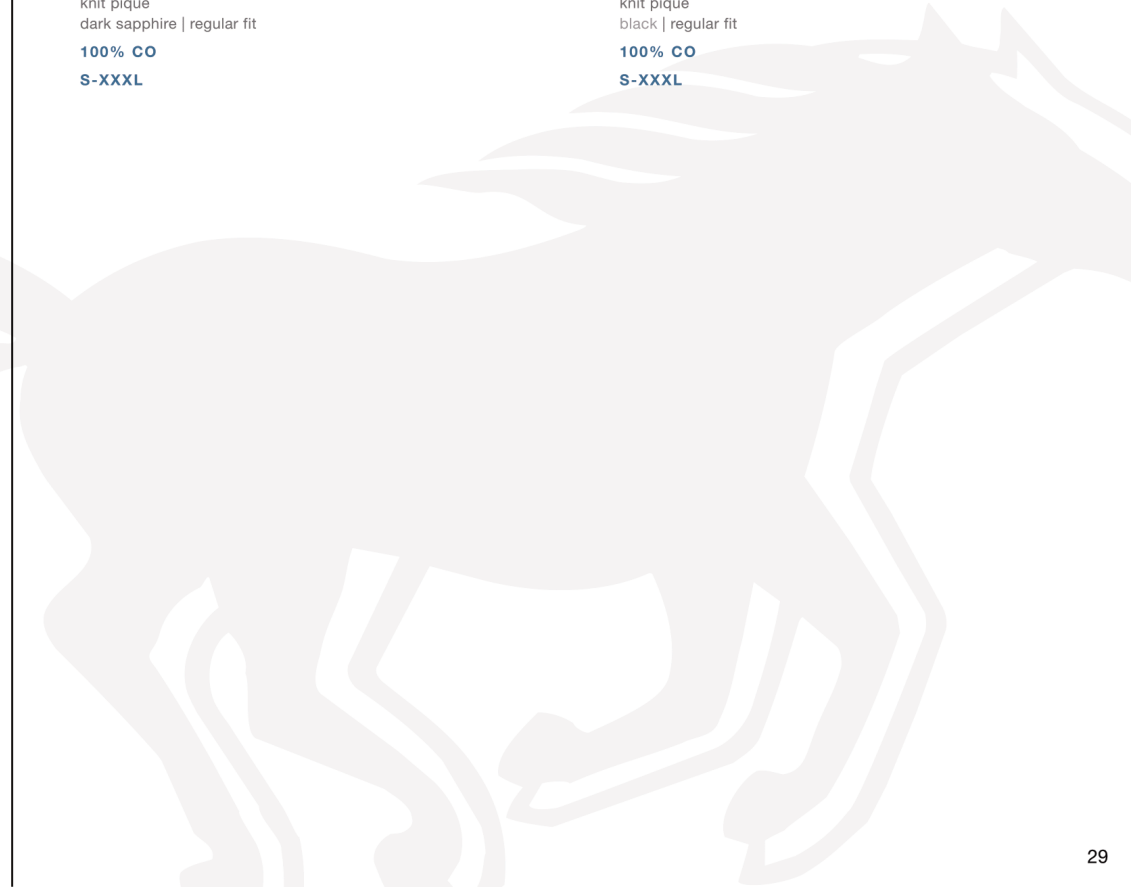 knit pique
dark sapphire | regular fit
100% CO
S-XXXL
knit pique
black | regular fit
100% CO
S-XXXL
29